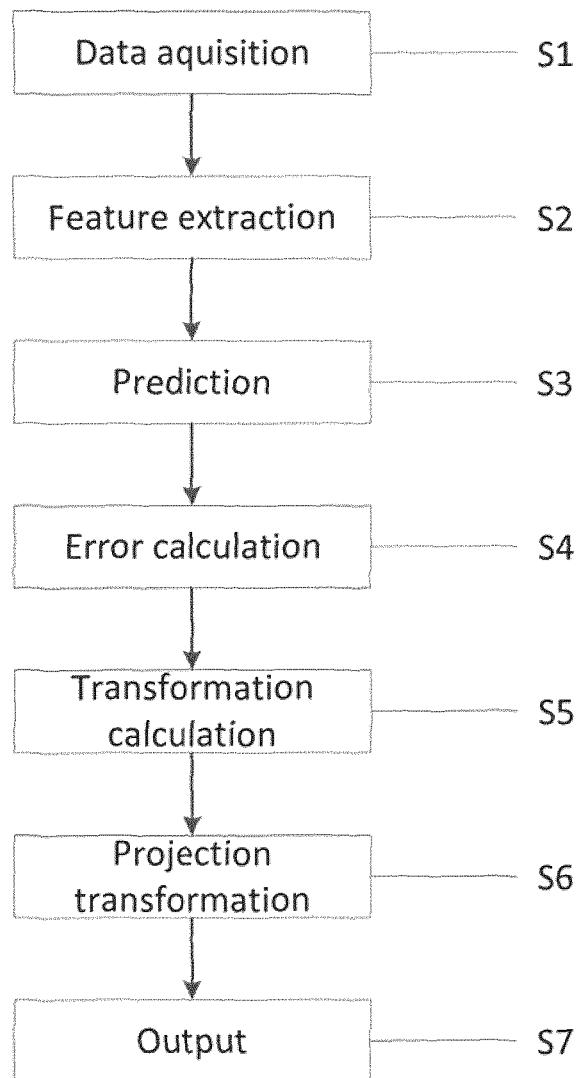 Data aquisition S1
Feature extraction S2
Prediction S3
Error calculation S4
Transformation
calculation S5
Projection
transformation S6
Output S7